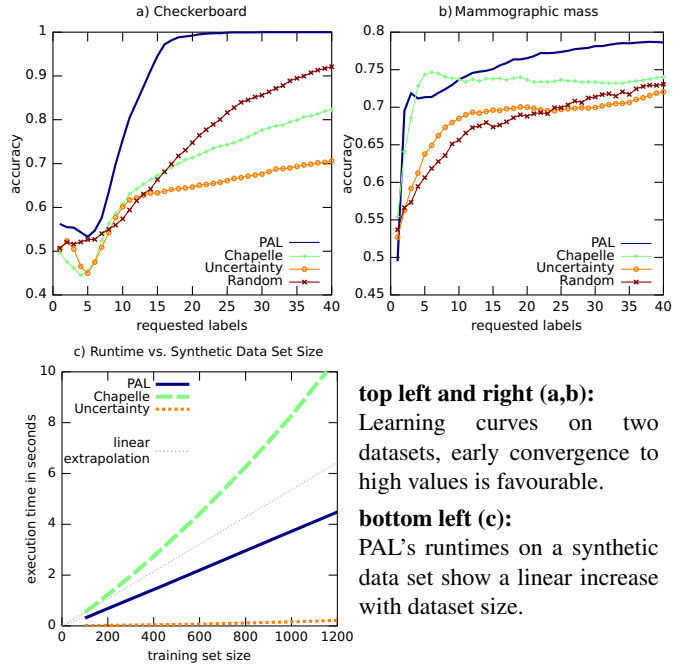 a) Checkerboard
1
0.9
0.8
0.7
0.6
0.5
0.4
accuracy
PAL
Chapelle
Uncertainty
Random
0 5 10 15 20 25 30 35 40
requested labels
b) Mammographic mass
0.8
0.75
0.7
0.65
0.6
0.55
0.5
0.45
accuracy
PAL
Chapelle
Uncertainty
Random
0 5 10 15 20 25 30 35 40
requested labels
c) Runtime vs. Synthetic Data Set Size
10
8
6
4
2
0
execution time in seconds
PAL
Chapelle
Uncertainty
linear
extrapolation
0 200 400 600 800 1000 1200
training set size
top left and right (a,b):
Learning curves on two
datasets, early convergence to
high values is favourable.
bottom left (c):
PAL's runtimes on a synthetic
data set show a linear increase
with dataset size.